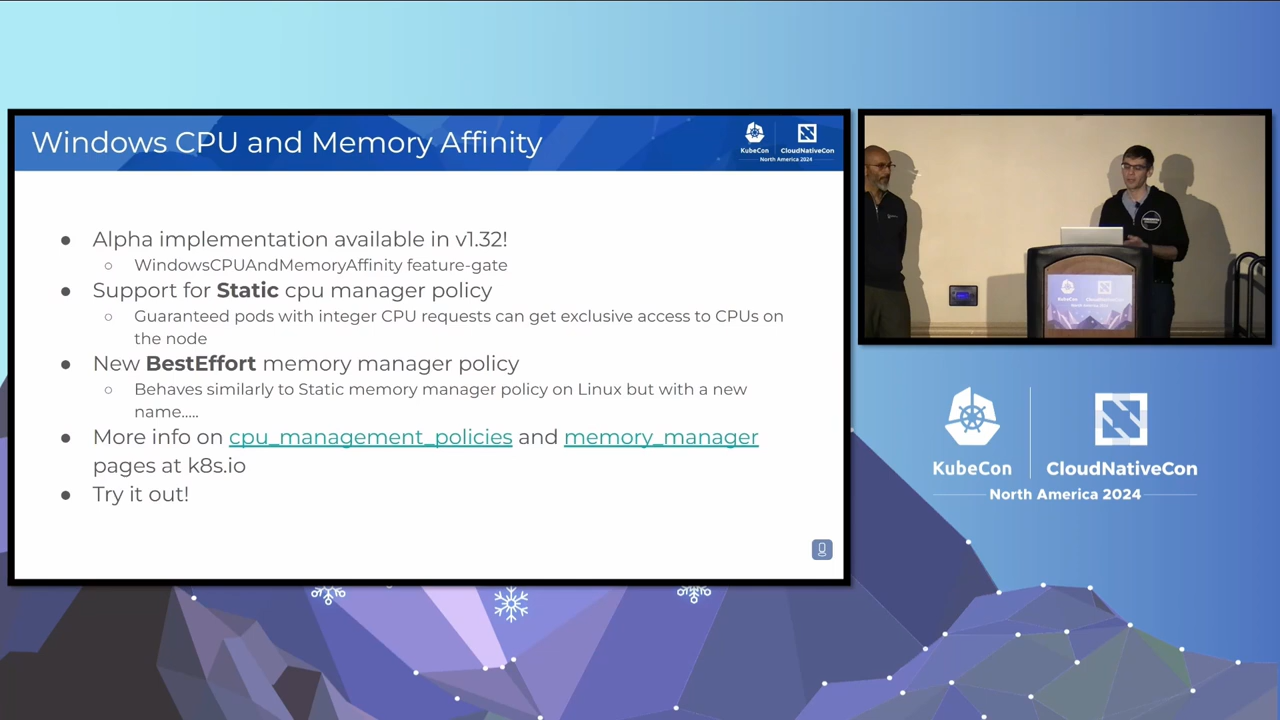 Windows CPU and Memory Affinity
KubeCon
CloudNativeCon
North America 2024
● Alpha implementation available in v1.32!
○ WindowsCPUAndMemoryAffinity feature-gate
● Support for Static cpu manager policy
○ Guaranteed pods with integer CPU requests can get exclusive access to CPUs on
the node
● New BestEffort memory manager policy
○ Behaves similarly to Static memory manager policy on Linux but with a new
name.....
● More info on cpu_management_policies and memory_manager
pages at k8s.io
● Try it out!
KubeCon
CloudNativeCon
North America 2024